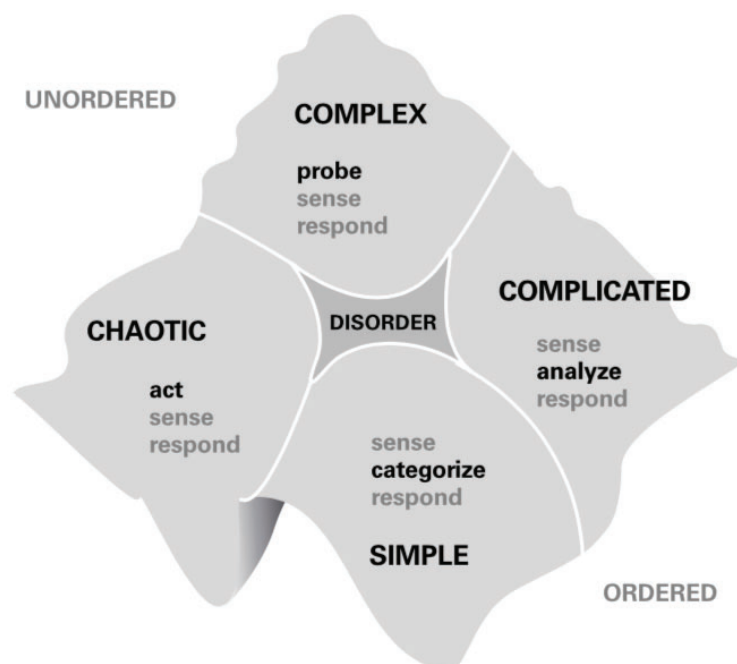 UNORDERED
COMPLEX
probe
sense
respond
CHAOTIC
act
sense
respond
DISORDER
COMPLICATED
sense
analyze
respond
sense
categorize
respond
SIMPLE
ORDERED